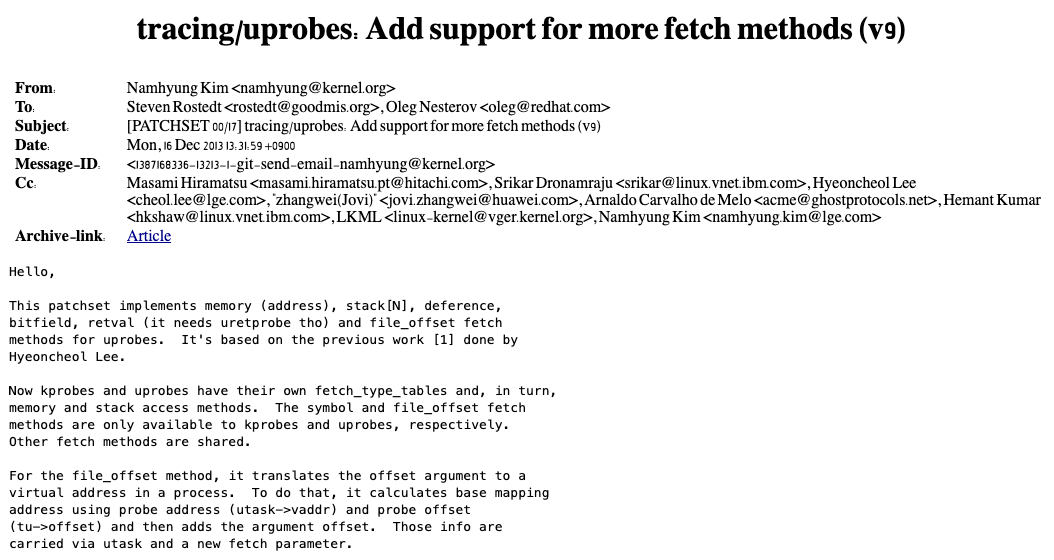 tracing/uprobes: Add support for more fetch methods (v9)
From: Namhyung Kim <namhyung@kernel.org>
To: Steven Rostedt <rostedt@goodmis.org>, Oleg Nesterov <oleg@redhat.com>
Subject: [PATCHSET 00/17] tracing/uprobes: Add support for more fetch methods (v9)
Date: Mon, 16 Dec 2013 13:31:59 +0900
Message-ID: <1387168336-13213-1-git-send-email-namhyung@kernel.org>
Cc: Masami Hiramatsu <masami.hiramatsu.pt@hitachi.com>, Srikar Dronamraju <srikar@linux.vnet.ibm.com>, Hyeoncheol Lee
<cheol.lee@lge.com>, "zhangwei(Jovi)" <jovi.zhangwei@huawei.com>, Arnaldo Carvalho de Melo <acme@ghostprotocols.net>, Hemant Kumar
<hkshaw@linux.vnet.ibm.com>, LKML <linux-kernel@vger.kernel.org>, Namhyung Kim <namhyung.kim@lge.com>
Archive-link: Article
Hello,
This patchset implements memory (address), stack[N], deference,
bitfield, retval (it needs uretprobe tho) and file_offset fetch
methods for uprobes.  It's based on the previous work [1] done by
Hyeoncheol Lee.
Now kprobes and uprobes have their own fetch_type_tables and, in turn,
memory and stack access methods.  The symbol and file_offset fetch
methods are only available to kprobes and uprobes, respectively.
Other fetch methods are shared.
For the file_offset method, it translates the offset argument to a
virtual address in a process.  To do that, it calculates base mapping
address using probe address (utask->vaddr) and probe offset
(tu->offset) and then adds the argument offset.  Those info are
carried via utask and a new fetch parameter.